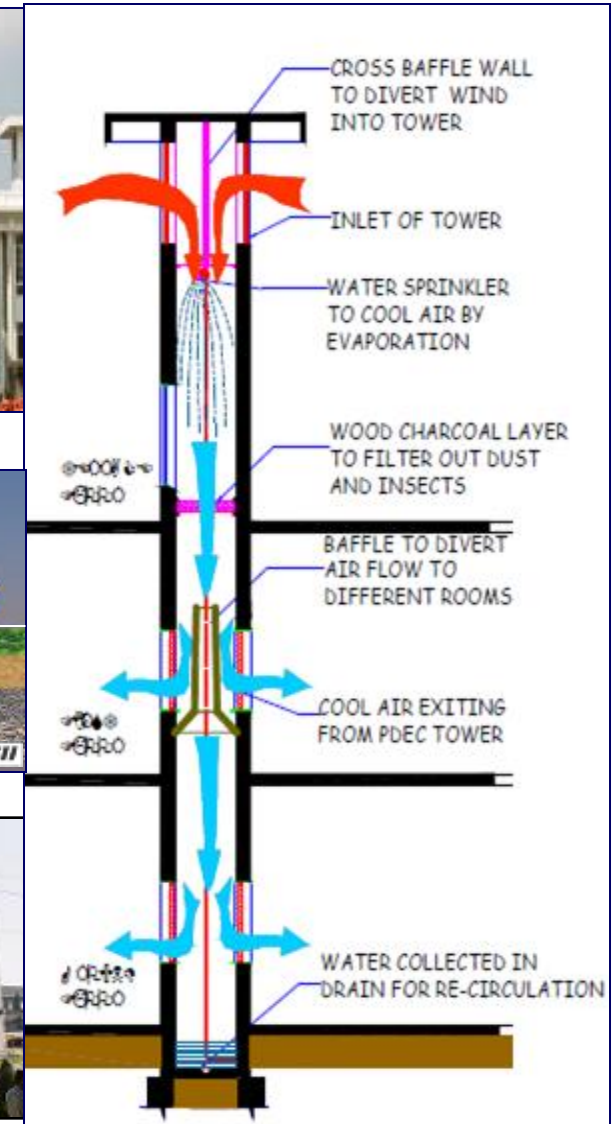 CROSS BAFFLE WALL
TO DIVERT WIND
INTO TOWER
INLET OF TOWER
WATER SPRINKLER
TO COOL AIR BY
EVAPORATION
WOOD CHARCOAL LAYER
TO FILTER OUT DUST
AND INSECTS
BAFFLE TO DIVERT
AIR FLOW TO
DIFFERENT ROOMS
COOL AIR EXITING
FROM PDEC TOWER
WATER COLLECTED IN
DRAIN FOR RE-CIRCULATION